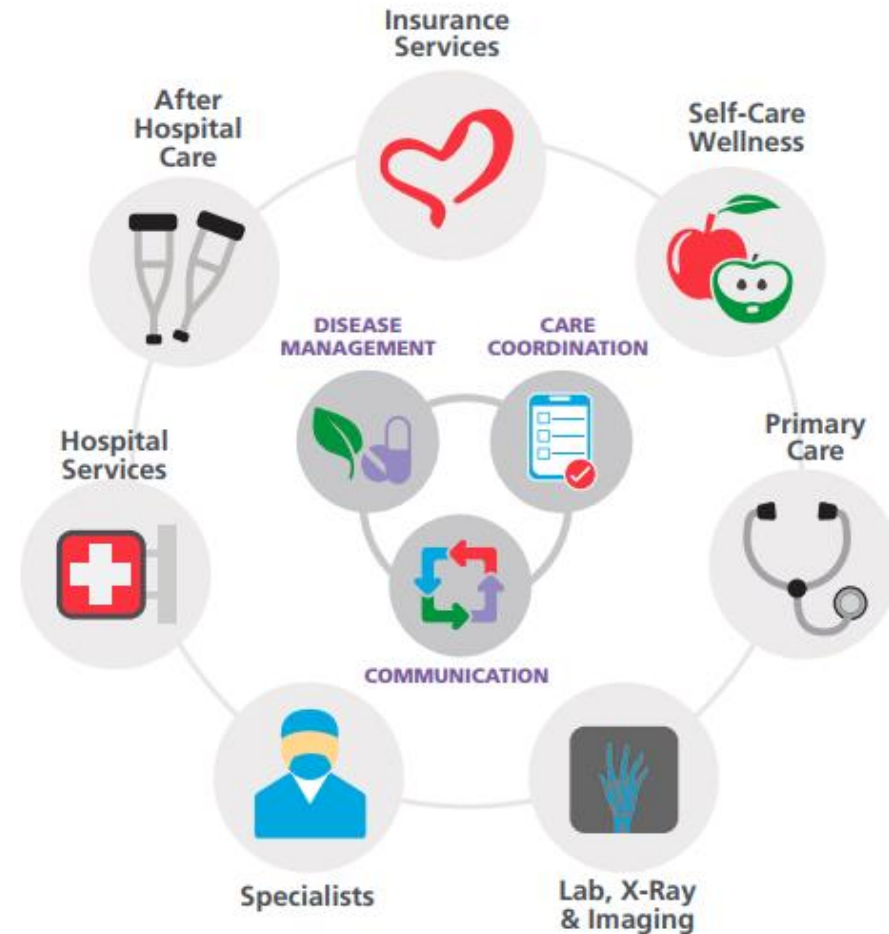 Insurance
Services
After
Hospital
Care
Self-Care
Wellness
DISEASE
MANAGEMENT
CARE
COORDINATION
Hospital
Services
Primary
Care
COMMUNICATION
Specialists
Lab, X-Ray
& Imaging